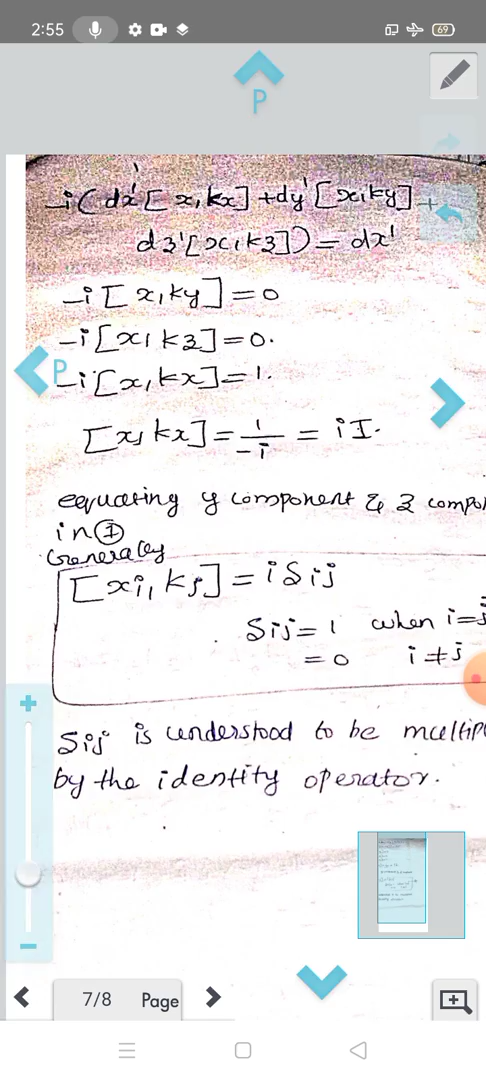 2:55
69
P
-i(dx'[x,kx]+dy'[x,ky]+
dz'[x,kz])=dx'
-i[x,ky]=0
-i[x,kz]=0.
P
-i[x,kx]=1.
[x,kx]=1/-i = iI.
equating y component & z compo
in ①
Generally
[xi,kj]=iδij
δij=1 when i=j
=0 i≠j
δij is understood to be multip
by the identity operator.
7/8 Page